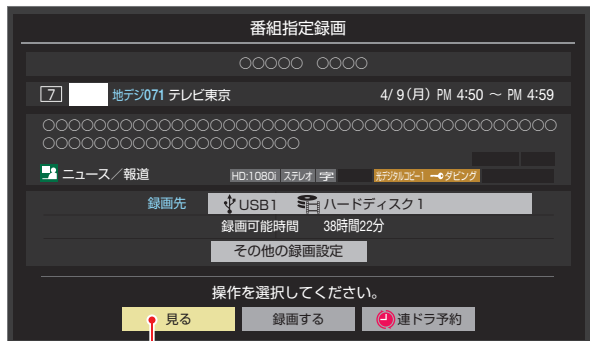 番組指定録画
○○○○○ ○○○○
7 地デジ071 テレビ東京 4/ 9(月) PM 4:50 ~ PM 4:59
○○○○○○○○○○○○○○○○○○○○○○○○○○○○○○○○○○○○○○○○
○○○○○○○○○○○○○○○○○○○○
ニュース/報道 HD:1080i ステレオ 字 光デジタルコピー1 ダビング
録画先 USB1 ハードディスク1
録画可能時間 38時間22分
その他の録画設定
操作を選択してください。
見る 録画する 連ドラ予約